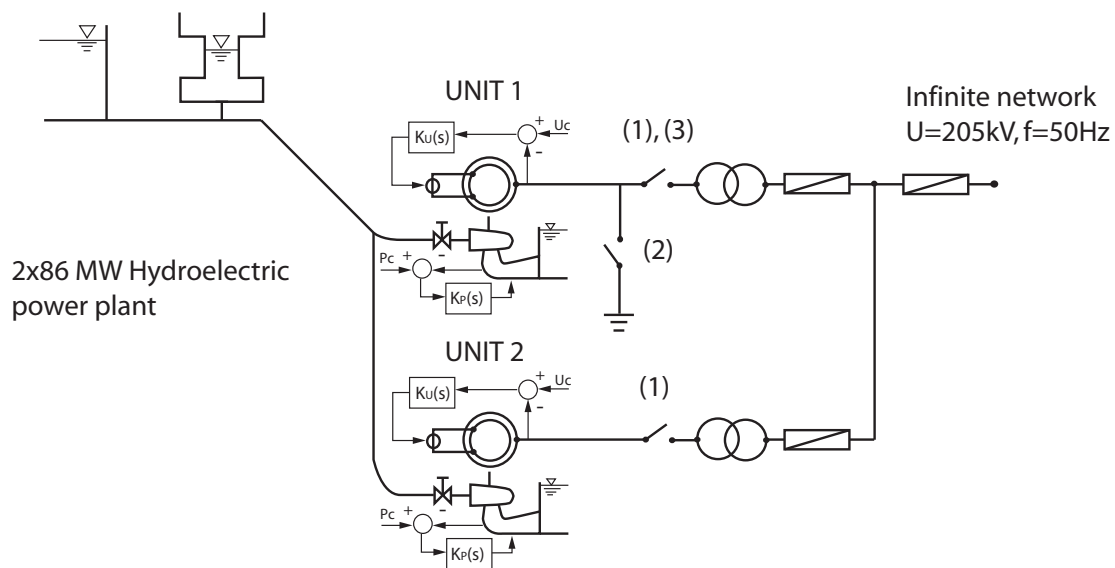 UNIT 1
Infinite network
U=205kV, f=50Hz
+
Uc
KU(s)
-
(1), (3)
(2)
2x86 MW Hydroelectric
power plant
Pc
+
-
KP(s)
UNIT 2
+
Uc
KU(s)
-
(1)
Pc
+
-
KP(s)